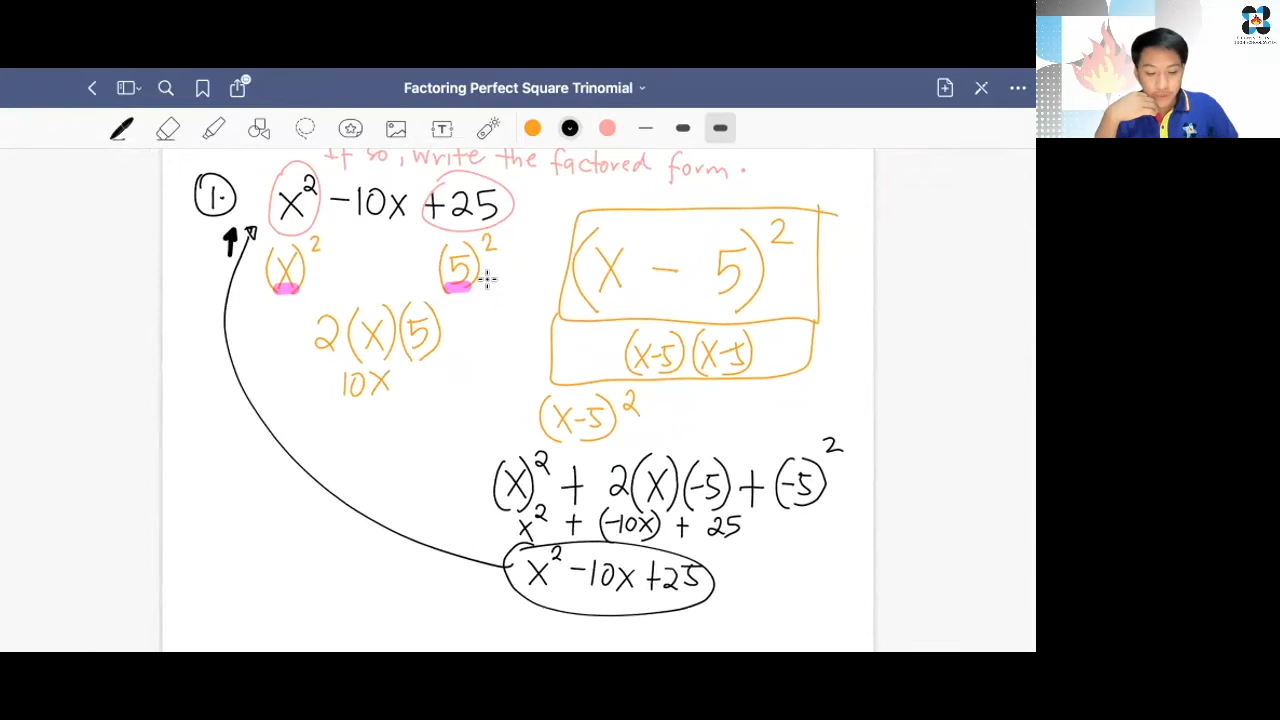 Factoring Perfect Square Trinomial
If so, write the factored form.
1. x² -10x +25
(x)² (5)²
(x - 5)²
2(x)(5)
(x-5)(x-5)
10x
(x-5)²
(x)² + 2(x)(-5) + (-5)²
x² + (-10x) + 25
x² -10x +25